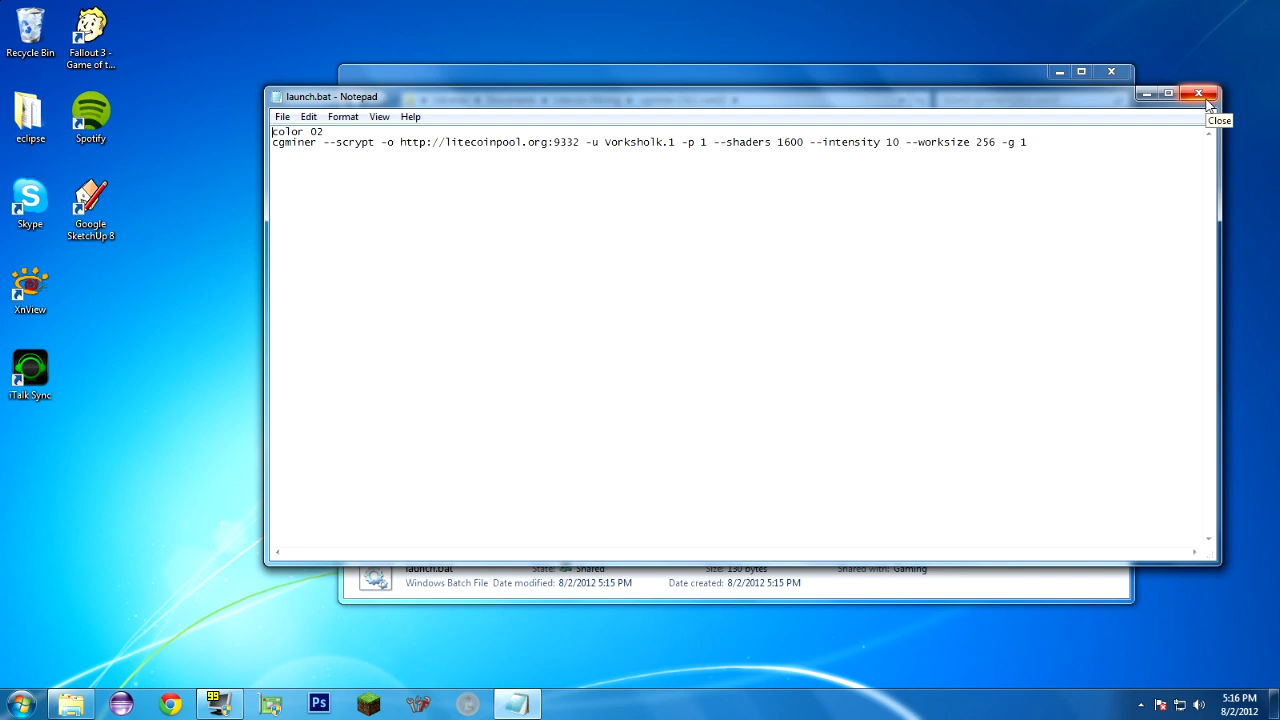 Recycle Bin
Fallout 3 -
Game of t...
eclipse
Spotify
Skype
Google
SketchUp 8
XnView
iTalk Sync
launch.bat - Notepad
File Edit Format View Help
Close
color 02
cgminer --scrypt -o http://litecoinpool.org:9332 -u Vorksholk.1 -p 1 --shaders 1600 --intensity 10 --worksize 256 -g 1
launch.bat State: Shared Size: 130 bytes Shared with: Gaming
Windows Batch File Date modified: 8/2/2012 5:15 PM Date created: 8/2/2012 5:15 PM
99
Ps
5:16 PM
8/2/2012